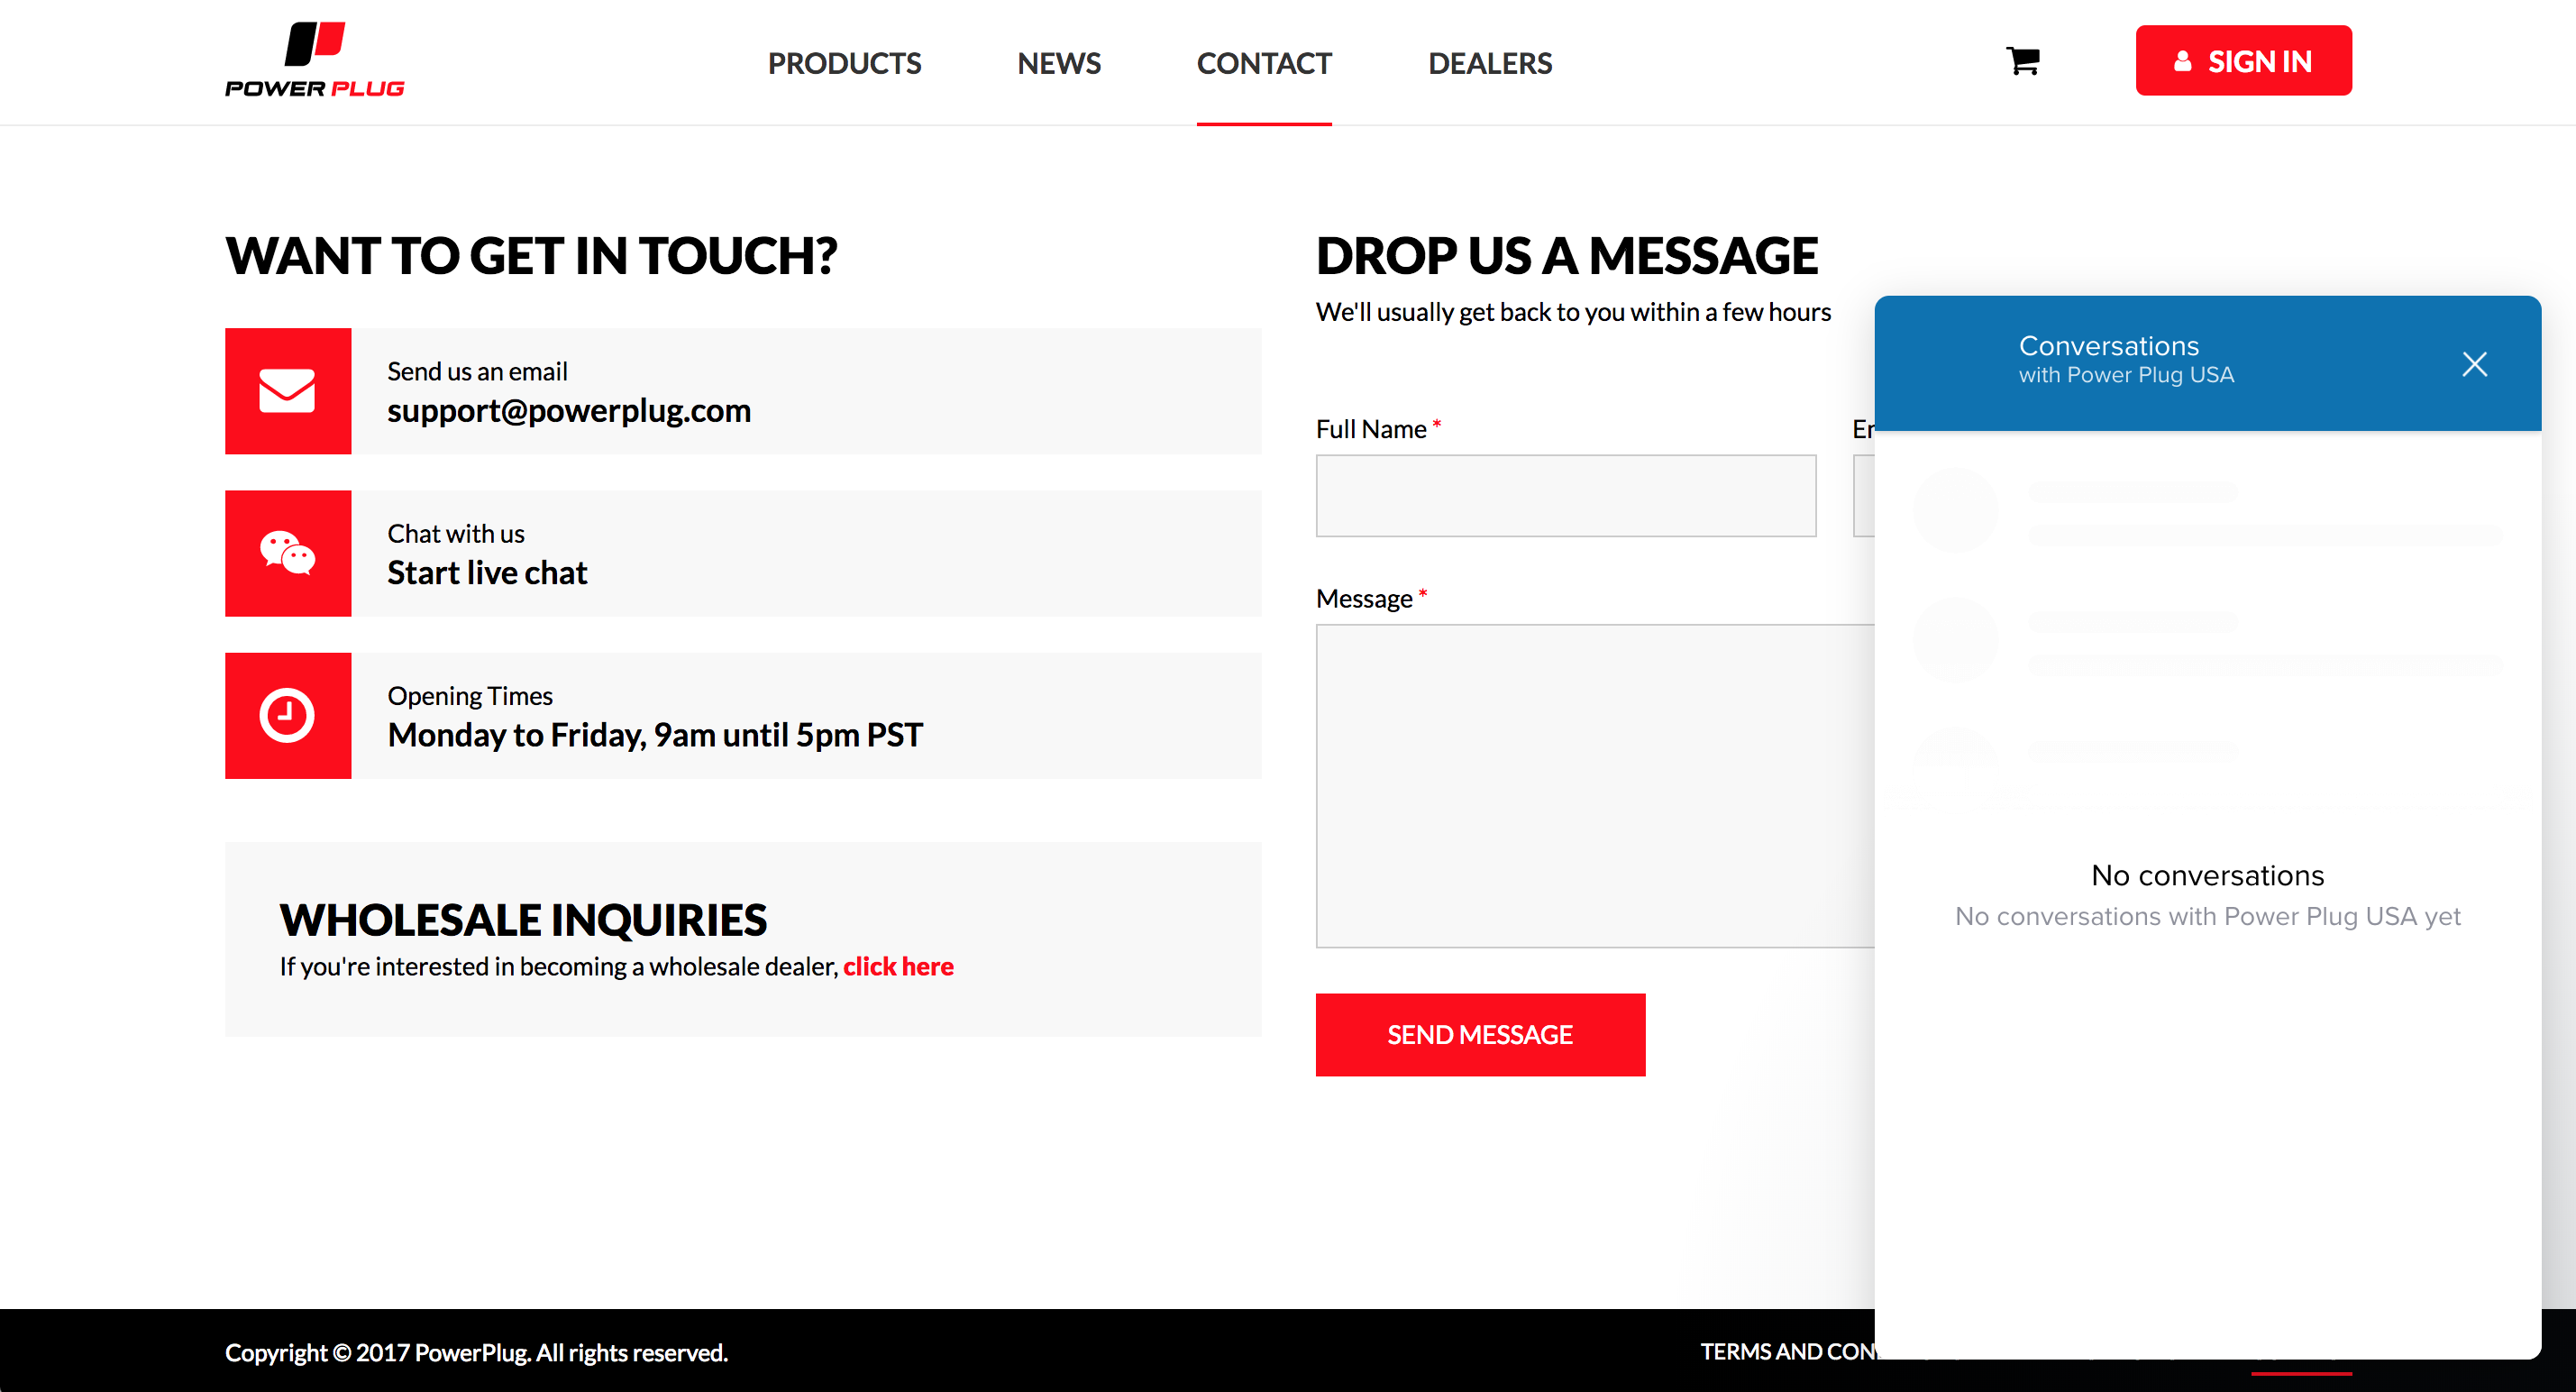 POWER PLUG
PRODUCTS
NEWS
CONTACT
DEALERS
SIGN IN
WANT TO GET IN TOUCH?
Send us an email
support@powerplug.com
Chat with us
Start live chat
Opening Times
Monday to Friday, 9am until 5pm PST
WHOLESALE INQUIRIES
If you're interested in becoming a wholesale dealer, click here
DROP US A MESSAGE
We'll usually get back to you within a few hours
Full Name *
Message *
SEND MESSAGE
Conversations
with Power Plug USA
No conversations
No conversations with Power Plug USA yet
Copyright © 2017 PowerPlug. All rights reserved.
TERMS AND